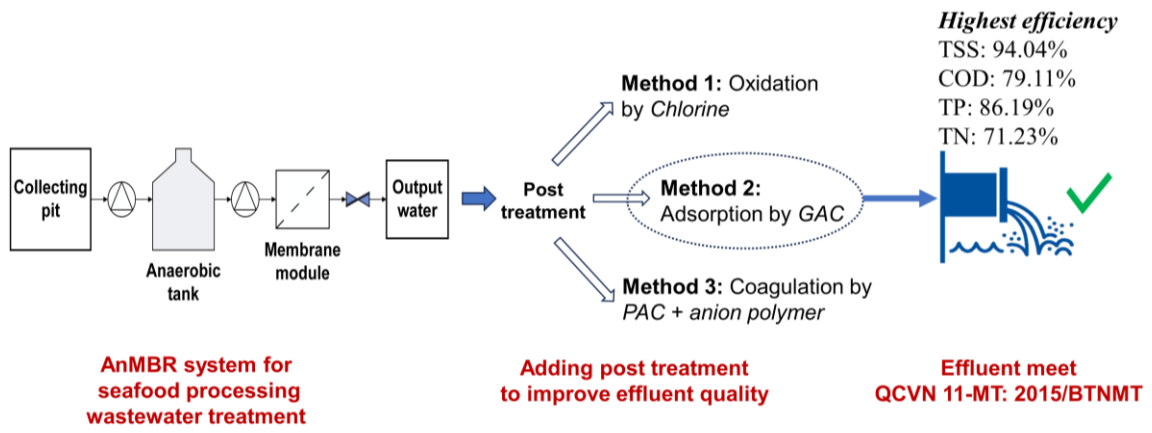 Collecting
pit
Anaerobic
tank
Membrane
module
Output
water
Post
treatment
Method 1: Oxidation
by Chlorine
Method 2:
Adsorption by GAC
Method 3: Coagulation by
PAC + anion polymer
Highest efficiency
TSS: 94.04%
COD: 79.11%
TP: 86.19%
TN: 71.23%
AnMBR system for
seafood processing
wastewater treatment
Adding post treatment
to improve effluent quality
Effluent meet
QCVN 11-MT: 2015/BTNMT